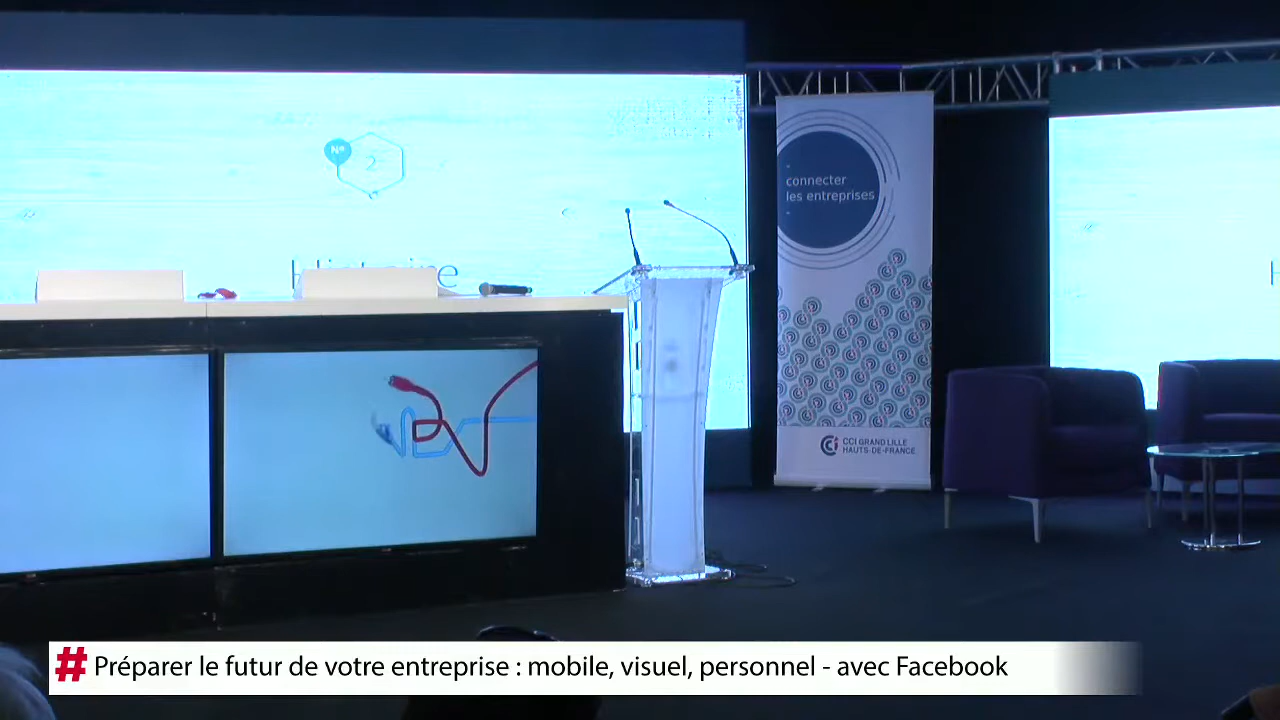 N°
2
connecter
les entreprises
CCI GRAND LILLE
HAUTS-DE-FRANCE
# Préparer le futur de votre entreprise : mobile, visuel, personnel - avec Facebook